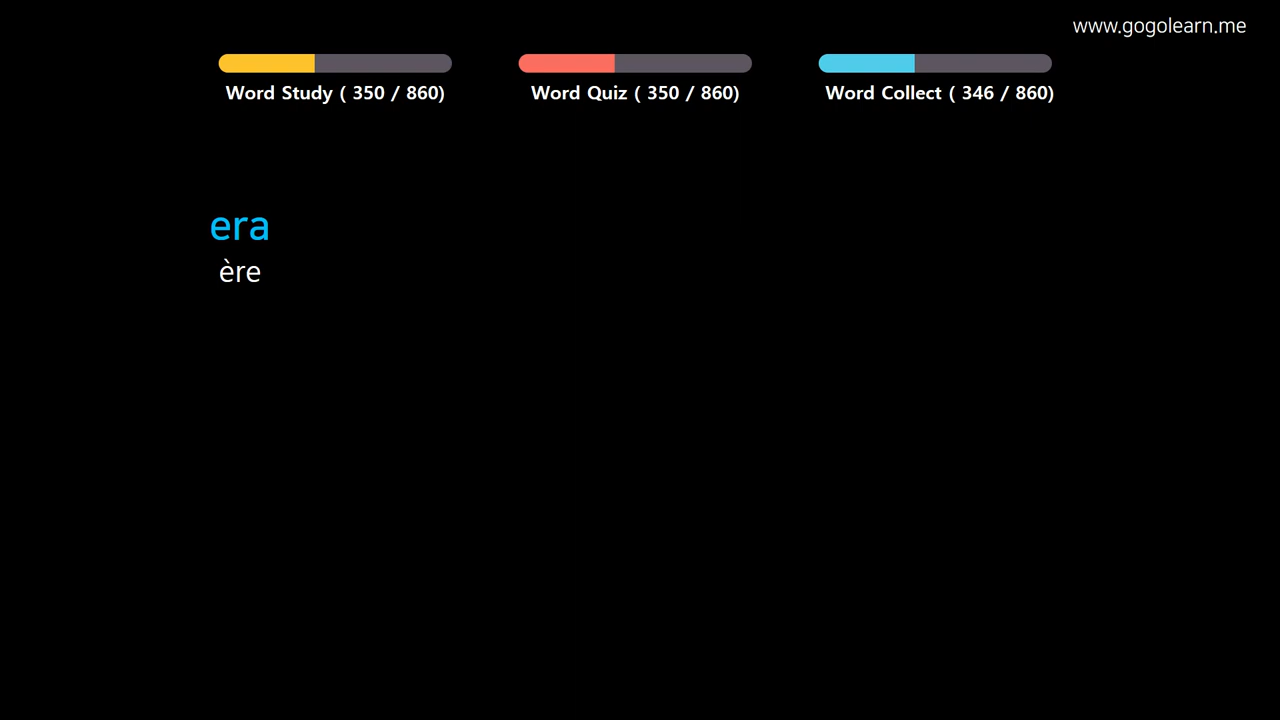 www.gogolearn.me
Word Study ( 350 / 860)
Word Quiz ( 350 / 860)
Word Collect ( 346 / 860)
era
ère